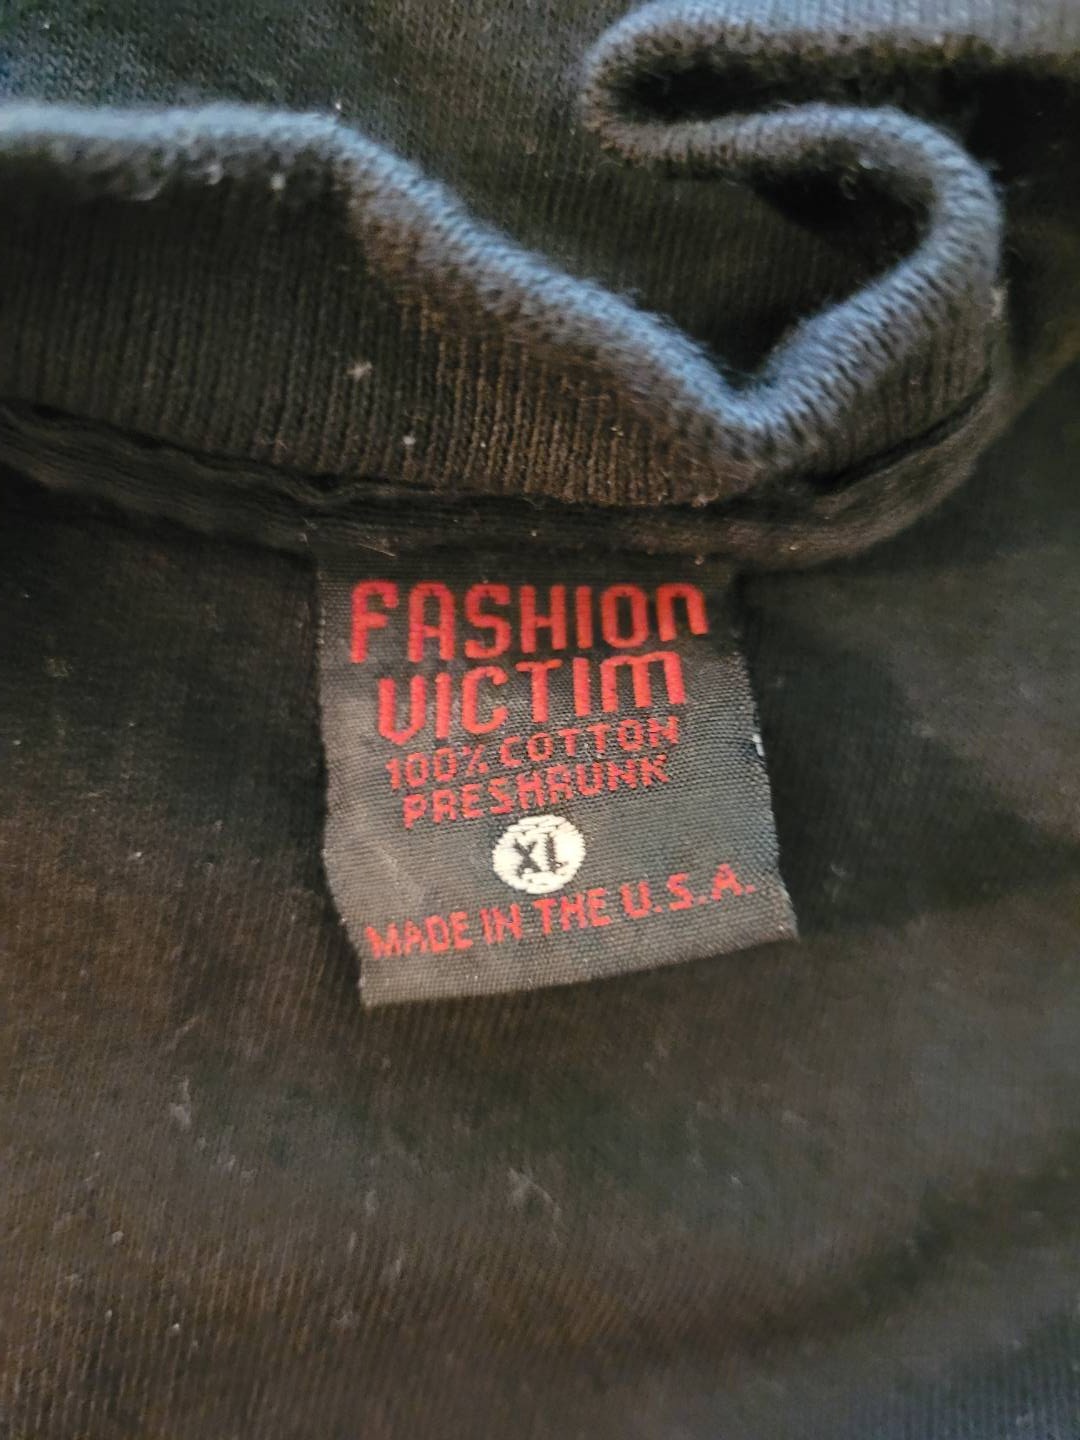 FASHION
VICTIM
100% COTTON
PRESHRUNK
XL
MADE IN THE U.S.A.